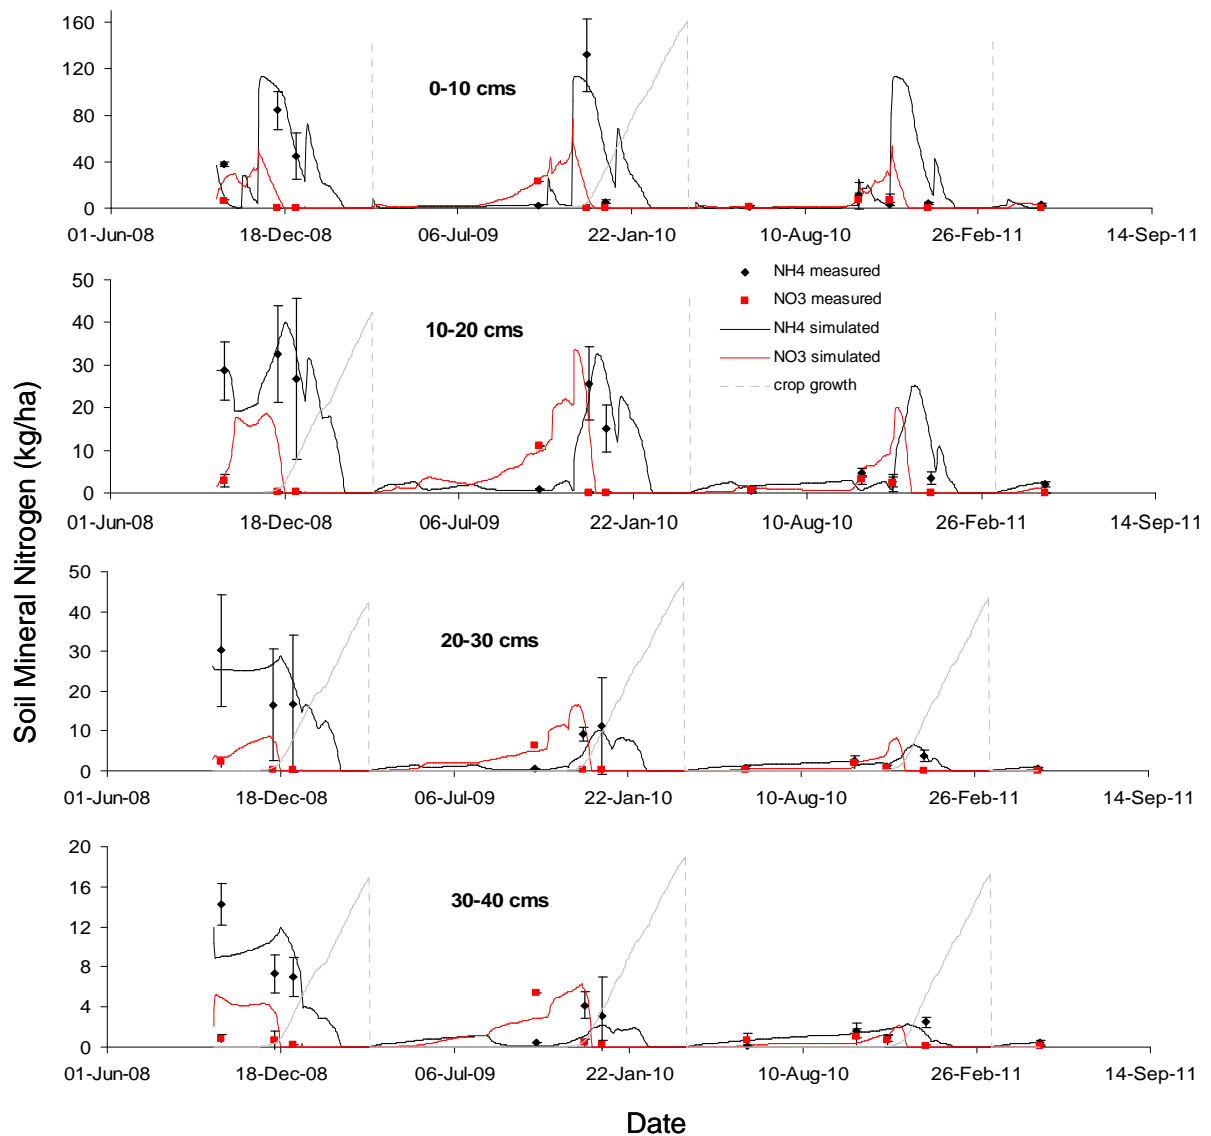 160
120
80
40
0
0-10 cms
01-Jun-08 18-Dec-08 06-Jul-09 22-Jan-10 10-Aug-10 26-Feb-11 14-Sep-11
50
40
30
20
10
0
10-20 cms
NH4 measured
NO3 measured
NH4 simulated
NO3 simulated
crop growth
01-Jun-08 18-Dec-08 06-Jul-09 22-Jan-10 10-Aug-10 26-Feb-11 14-Sep-11
Soil Mineral Nitrogen (kg/ha)
50
40
30
20
10
0
20-30 cms
01-Jun-08 18-Dec-08 06-Jul-09 22-Jan-10 10-Aug-10 26-Feb-11 14-Sep-11
20
16
12
8
4
0
30-40 cms
01-Jun-08 18-Dec-08 06-Jul-09 22-Jan-10 10-Aug-10 26-Feb-11 14-Sep-11
Date